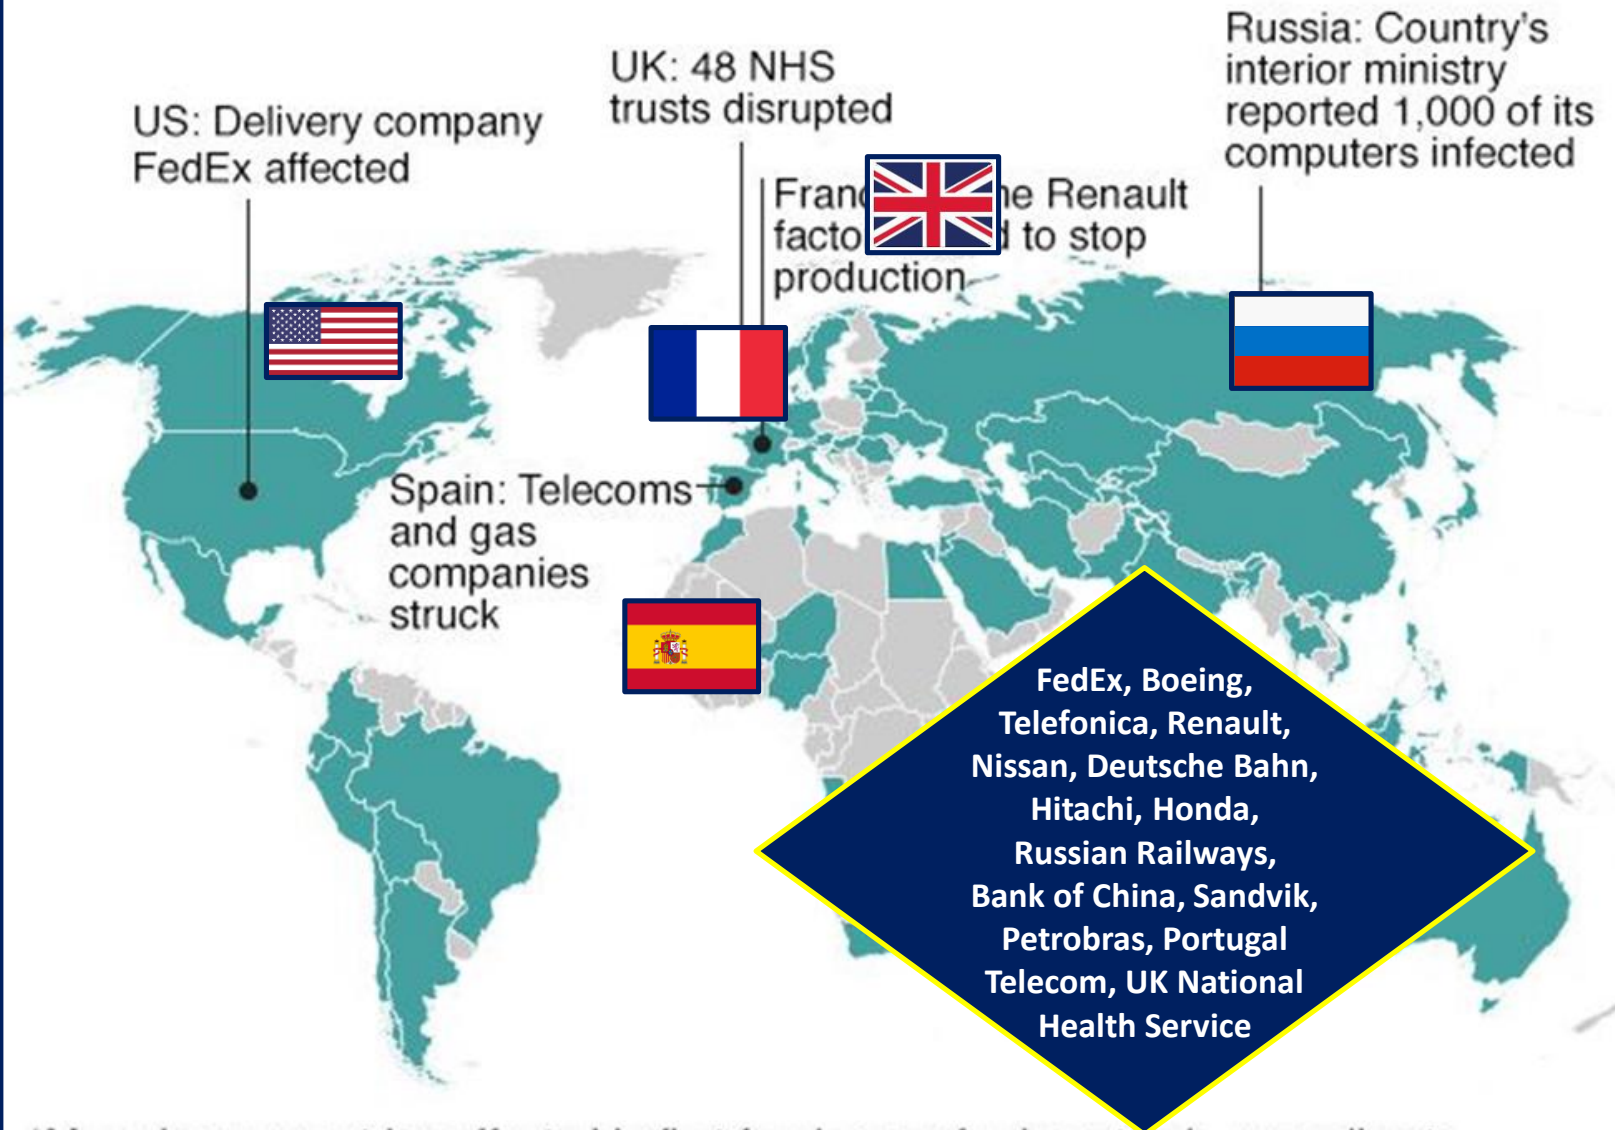 US: Delivery company
FedEx affected
UK: 48 NHS
trusts disrupted
Russia: Country's
interior ministry
reported 1,000 of its
computers infected
Renault
to stop
production
Spain: Telecoms
and gas
companies
struck
FedEx, Boeing,
Telefonica, Renault,
Nissan, Deutsche Bahn,
Hitachi, Honda,
Russian Railways,
Bank of China, Sandvik,
Petrobras, Portugal
Telecom, UK National
Health Service